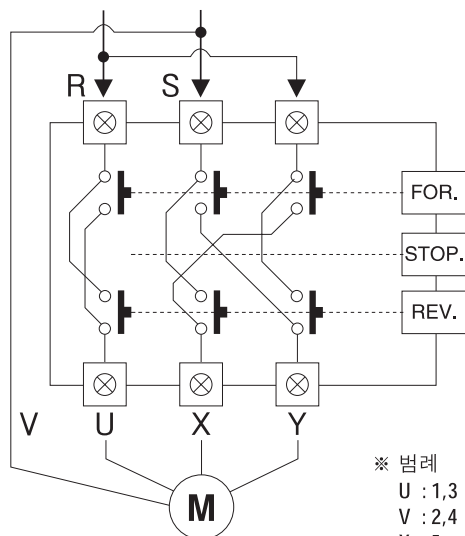 R S
FOR.
STOP.
REV.
V U X Y
M
※ 범례
U : 1,3
V : 2,4